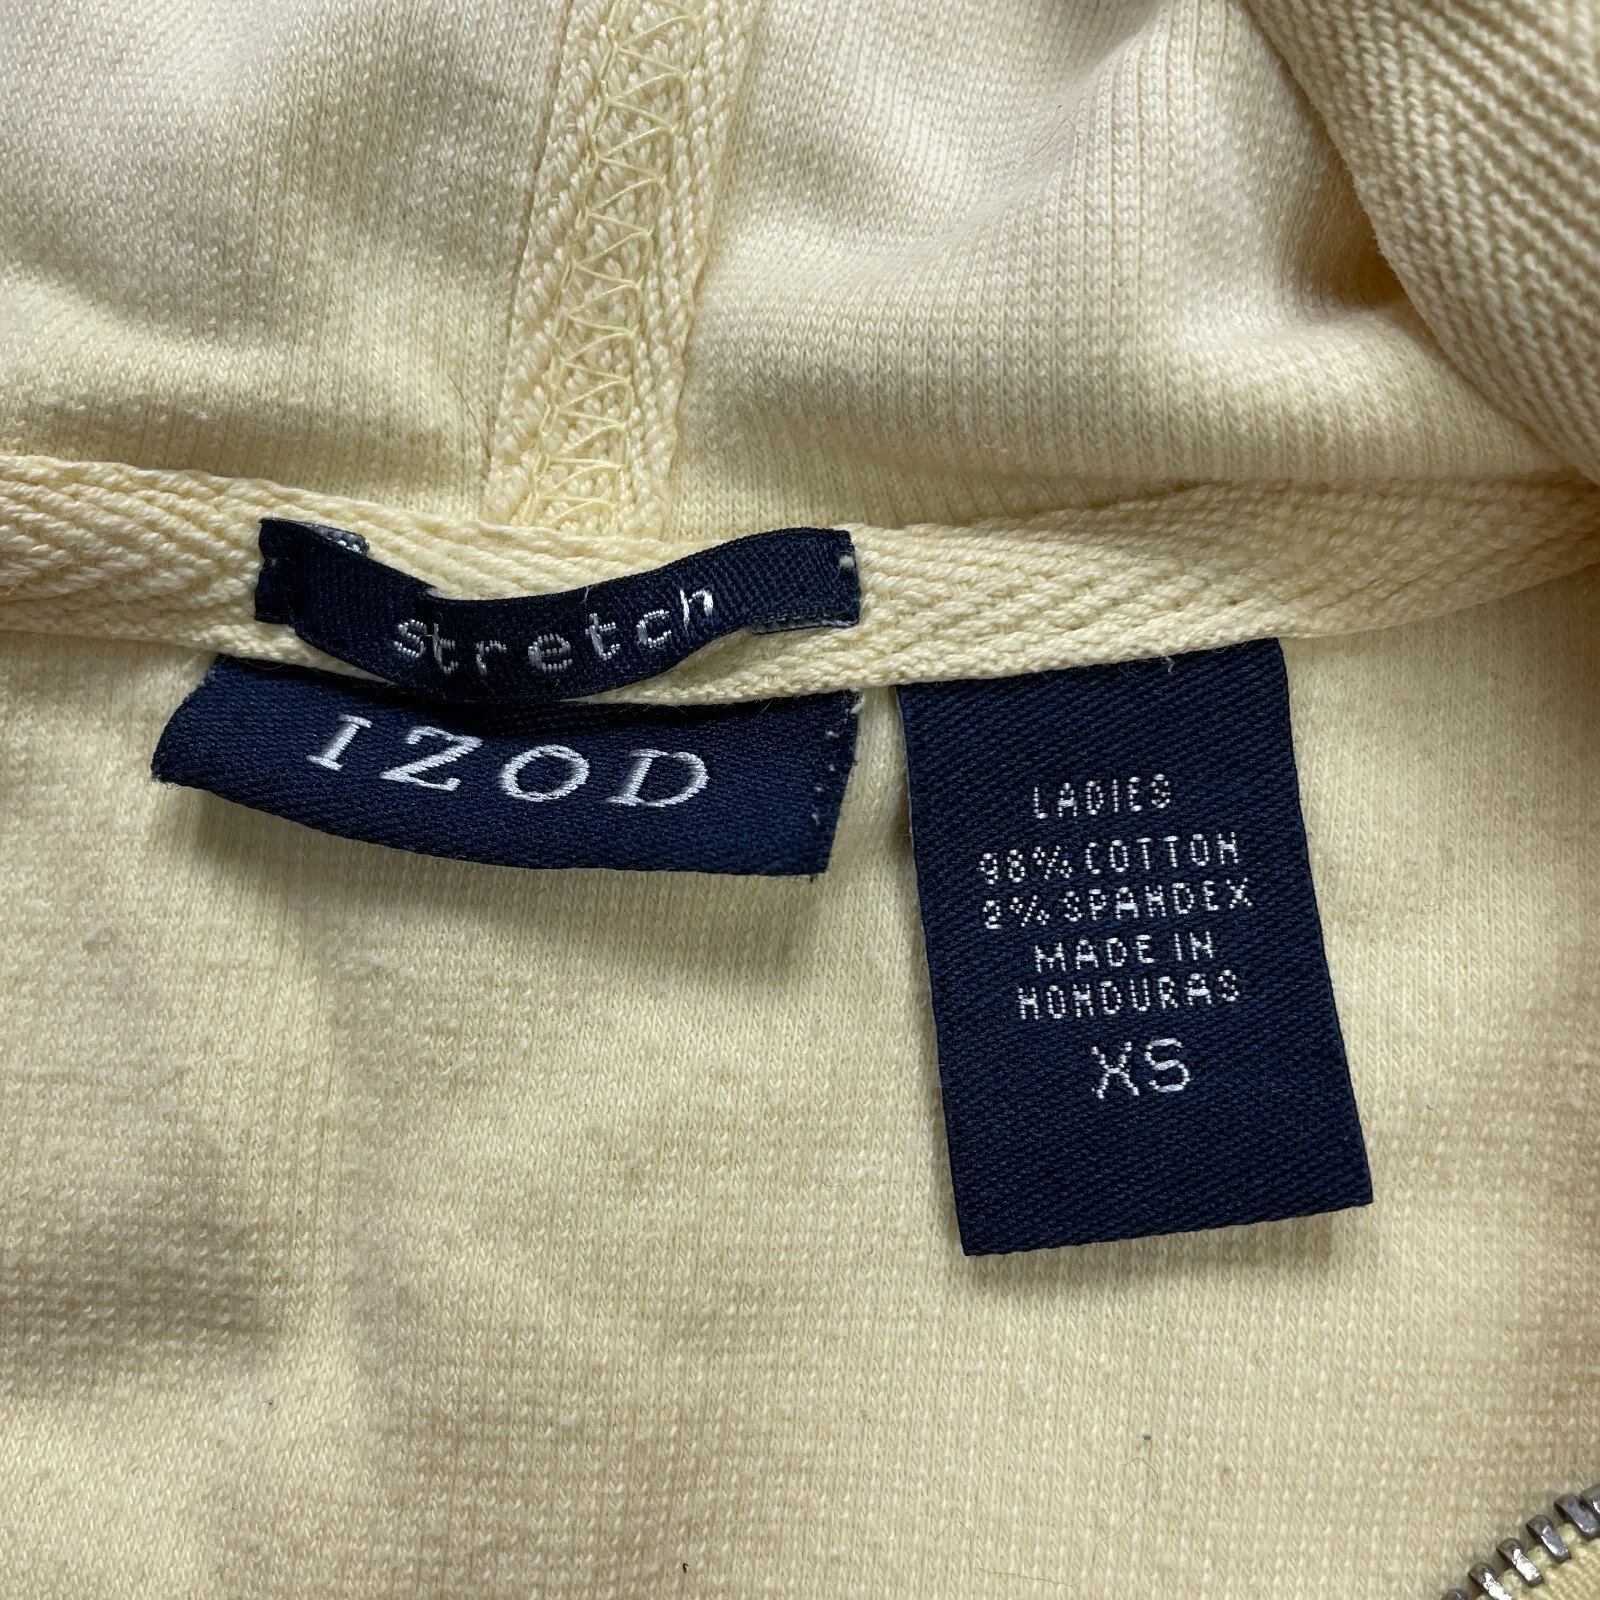 stretch
IZOD
LADIES
98% COTTON
2% SPANDEX
MADE IN
HONDURAS
XS